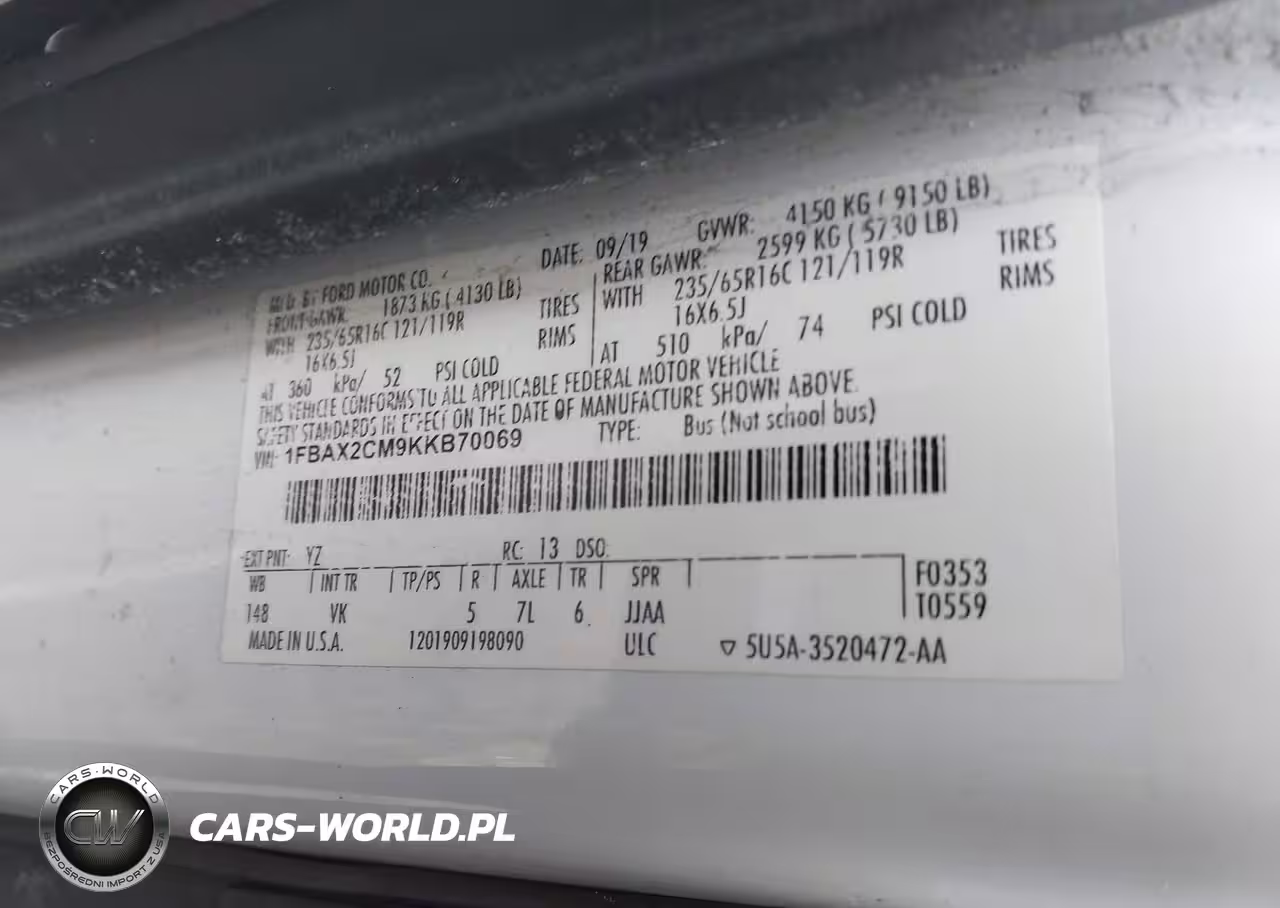 MFD. BY FORD MOTOR CO.
DATE: 09/19 GVWR: 4150 KG ( 9150 LB)
FRONT GAWR: 1873 KG ( 4130 LB)
REAR GAWR: 2599 KG ( 5730 LB)
WITH 235/65R16C 121/119R TIRES
WITH 235/65R16C 121/119R TIRES
16X6.5J RIMS
16X6.5J RIMS
AT 360 kPa/ 52 PSI COLD
AT 510 kPa/ 74 PSI COLD
THIS VEHICLE CONFORMS TO ALL APPLICABLE FEDERAL MOTOR VEHICLE
SAFETY STANDARDS IN EFFECT ON THE DATE OF MANUFACTURE SHOWN ABOVE.
VIN: 1FBAX2CM9KKB70069 TYPE: Bus (Not school bus)
EXT PNT: YZ RC: 13 DSO:
WB INT TR TP/PS R AXLE TR SPR F0353
148 VK 5 7L 6 JJAA T0559
MADE IN U.S.A. 1201909198090 ULC ▽ 5U5A-3520472-AA
CARS-WORLD
CW
BEZPOŚREDNI IMPORT Z USA
CARS-WORLD.PL